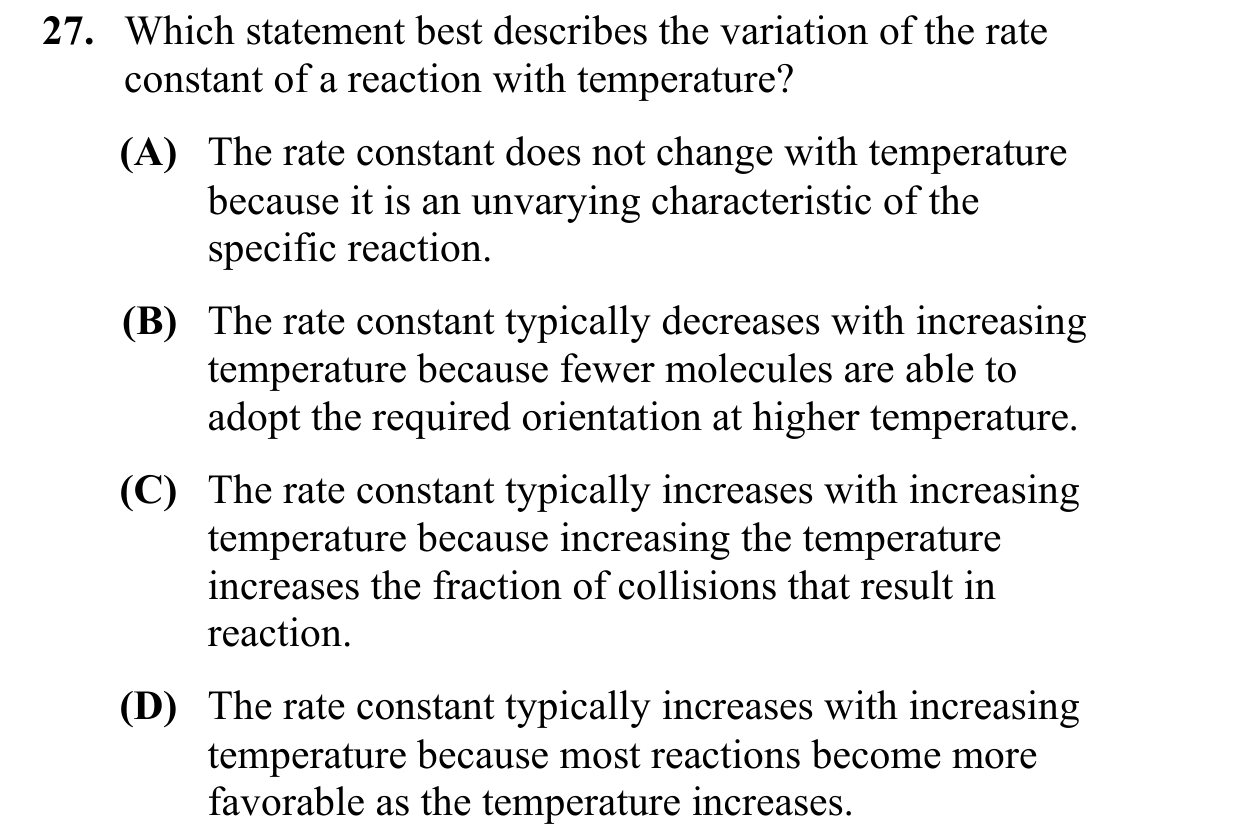 27. Which statement best describes the variation of the rate
constant of a reaction with temperature?
(A) The rate constant does not change with temperature
because it is an unvarying characteristic of the
specific reaction.
(B) The rate constant typically decreases with increasing
temperature because fewer molecules are able to
adopt the required orientation at higher temperature.
(C) The rate constant typically increases with increasing
temperature because increasing the temperature
increases the fraction of collisions that result in
reaction.
(D) The rate constant typically increases with increasing
temperature because most reactions become more
favorable as the temperature increases.